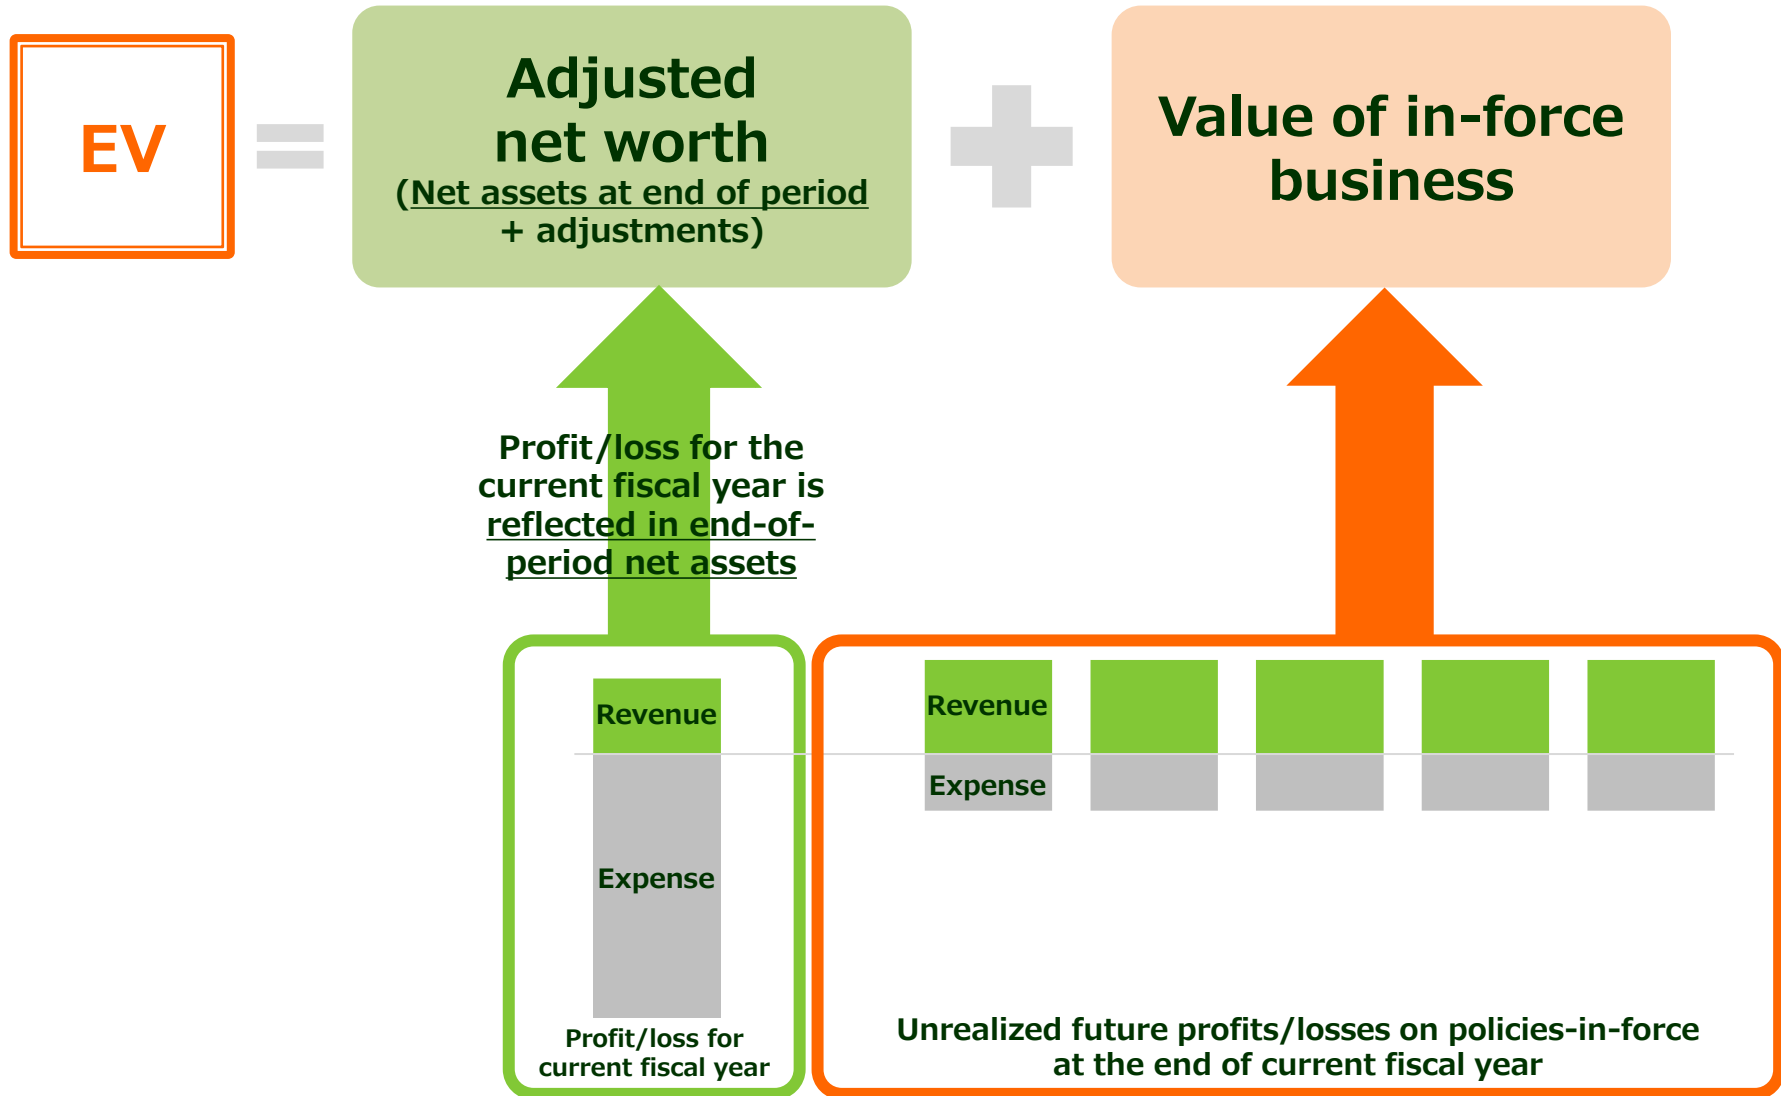 EV
=
Adjusted
net worth
(Net assets at end of period
+ adjustments)
+
Value of in-force
business
Profit/loss for the
current fiscal year is
reflected in end-of-
period net assets
Revenue
Expense
Profit/loss for
current fiscal year
Revenue
Expense
Unrealized future profits/losses on policies-in-force
at the end of current fiscal year